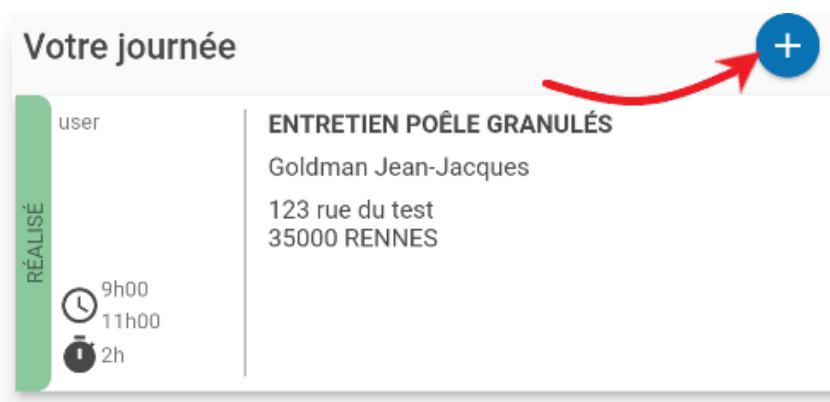 Votre journée
+
RÉALISÉ
user
ENTRETIEN POÊLE GRANULÉS
Goldman Jean-Jacques
123 rue du test
35000 RENNES
9h00
11h00
2h